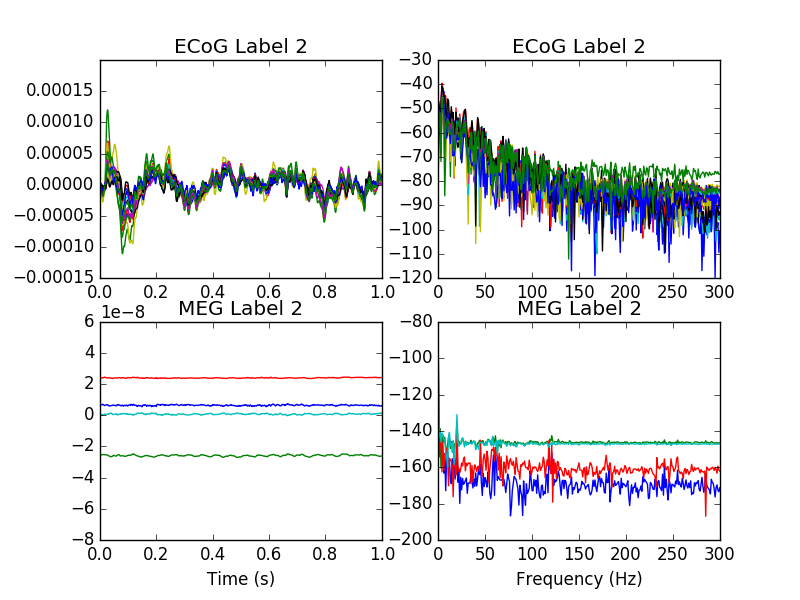 ECoG Label 2
0.00015
0.00010
0.00005
0.00000
−0.00005
−0.00010
−0.00015
0.0 0.2 0.4 0.6 0.8 1.0
ECoG Label 2
−30
−40
−50
−60
−70
−80
−90
−100
−110
−120
0 50 100 150 200 250 300
MEG Label 2
1e−8
6
4
2
0
−2
−4
−6
−8
0.0 0.2 0.4 0.6 0.8 1.0
Time (s)
MEG Label 2
−80
−100
−120
−140
−160
−180
−200
0 50 100 150 200 250 300
Frequency (Hz)